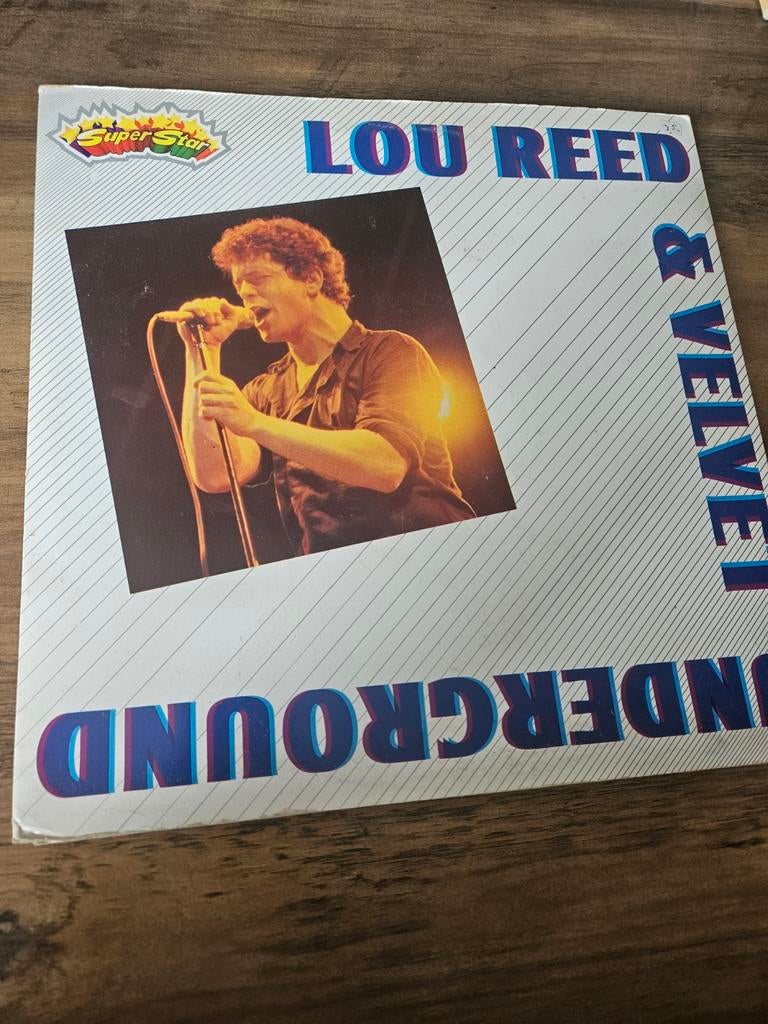 Super Star
LOU REED
& VELVET
UNDERGROUND